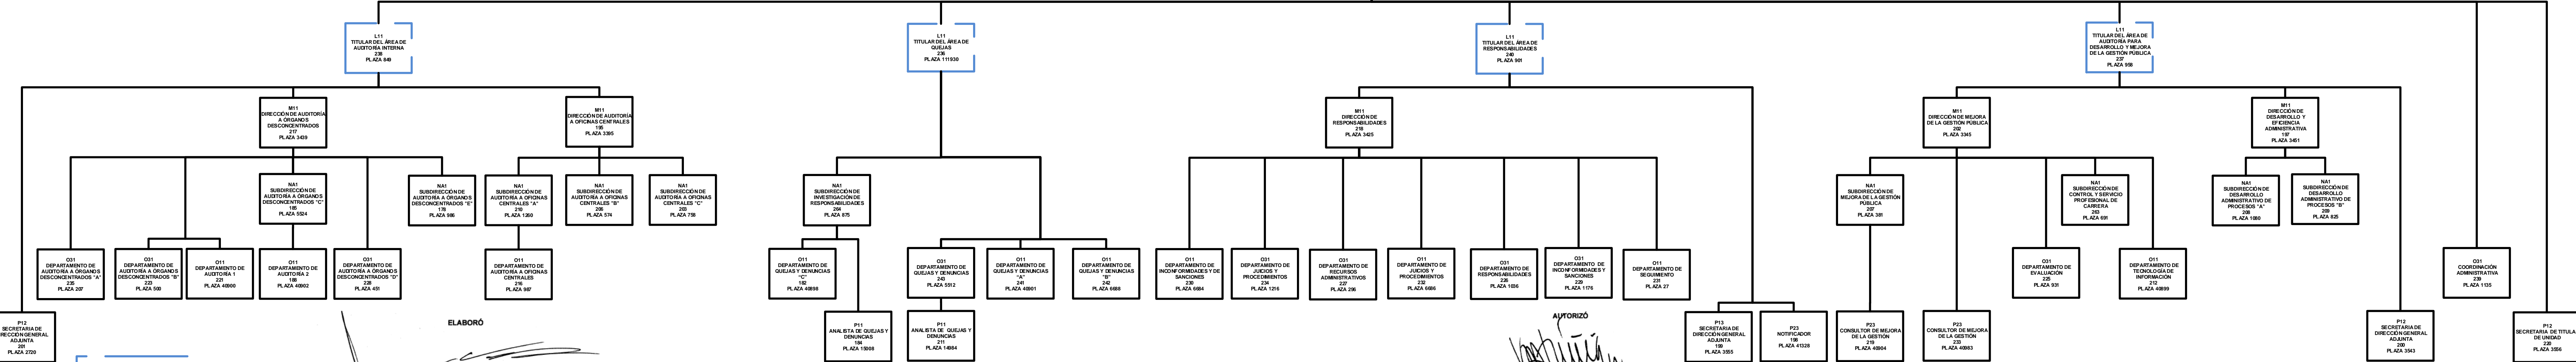 L11
TITULAR DEL ÁREA DE
AUDITORÍA INTERNA
238
PLAZA 849
L11
TITULAR DEL ÁREA DE
QUEJAS
236
PLAZA 111930
L11
TITULAR DEL ÁREA DE
RESPONSABILIDADES
240
PLAZA 901
L11
TITULAR DEL ÁREA DE
AUDITORÍA PARA
DESARROLLO Y MEJORA
DE LA GESTIÓN PÚBLICA
237
PLAZA 958
M11
DIRECCIÓN DE AUDITORÍA
A ÓRGANOS
DESCONCENTRADOS
217
PLAZA 3439
M11
DIRECCIÓN DE AUDITORÍA
A OFICINAS CENTRALES
195
PLAZA 3395
M11
DIRECCIÓN DE
RESPONSABILIDADES
218
PLAZA 3425
M11
DIRECCIÓN DE MEJORA
DE LA GESTIÓN PÚBLICA
202
PLAZA 3345
M11
DIRECCIÓN DE
DESARROLLO Y
EFICIENCIA
ADMINISTRATIVA
197
PLAZA 3451
NA1
SUBDIRECCIÓN DE
AUDITORÍA A ÓRGANOS
DESCONCENTRADOS "C"
185
PLAZA 5524
NA1
SUBDIRECCIÓN DE
AUDITORÍA A ÓRGANOS
DESCONCENTRADOS "E"
178
PLAZA 986
NA1
SUBDIRECCIÓN DE
AUDITORÍA A OFICINAS
CENTRALES "A"
210
PLAZA 1260
NA1
SUBDIRECCIÓN DE
AUDITORÍA A OFICINAS
CENTRALES "B"
206
PLAZA 574
NA1
SUBDIRECCIÓN DE
AUDITORÍA A OFICINAS
CENTRALES "C"
203
PLAZA 758
NA1
SUBDIRECCIÓN DE
INVESTIGACIÓN DE
RESPONSABILIDADES
264
PLAZA 875
NA1
SUBDIRECCIÓN DE
MEJORA DE LA GESTIÓN
PÚBLICA
207
PLAZA 381
NA1
SUBDIRECCIÓN DE
CONTROL Y SERVICIO
PROFESIONAL DE
CARRERA
263
PLAZA 691
NA1
SUBDIRECCIÓN DE
DESARROLLO
ADMINISTRATIVO DE
PROCESOS "A"
208
PLAZA 1080
NA1
SUBDIRECCIÓN DE
DESARROLLO
ADMINISTRATIVO DE
PROCESOS "B"
209
PLAZA 825
O31
DEPARTAMENTO DE
AUDITORÍA A ÓRGANOS
DESCONCENTRADOS "A"
235
PLAZA 207
O31
DEPARTAMENTO DE
AUDITORÍA A ÓRGANOS
DESCONCENTRADOS "B"
223
PLAZA 500
O11
DEPARTAMENTO DE
AUDITORÍA 1
221
PLAZA 40900
O11
DEPARTAMENTO DE
AUDITORÍA 2
186
PLAZA 40902
O31
DEPARTAMENTO DE
AUDITORÍA A ÓRGANOS
DESCONCENTRADOS "D"
228
PLAZA 451
O11
DEPARTAMENTO DE
AUDITORÍA A OFICINAS
CENTRALES
216
PLAZA 987
O11
DEPARTAMENTO DE
QUEJAS Y DENUNCIAS
"C"
182
PLAZA 40898
O31
DEPARTAMENTO DE
QUEJAS Y DENUNCIAS
243
PLAZA 5512
O11
DEPARTAMENTO DE
QUEJAS Y DENUNCIAS
"A"
241
PLAZA 40901
O11
DEPARTAMENTO DE
QUEJAS Y DENUNCIAS
"B"
242
PLAZA 6688
O11
DEPARTAMENTO DE
INCONFORMIDADES Y DE
SANCIONES
230
PLAZA 6684
O31
DEPARTAMENTO DE
JUICIOS Y
PROCEDIMIENTOS
234
PLAZA 1216
O31
DEPARTAMENTO DE
RECURSOS
ADMINISTRATIVOS
227
PLAZA 296
O11
DEPARTAMENTO DE
JUICIOS Y
PROCEDIMIENTOS
232
PLAZA 6686
O31
DEPARTAMENTO DE
RESPONSABILIDADES
226
PLAZA 1036
O31
DEPARTAMENTO DE
INCONFORMIDADES Y
SANCIONES
229
PLAZA 1176
O11
DEPARTAMENTO DE
SEGUIMIENTO
231
PLAZA 27
O31
DEPARTAMENTO DE
EVALUACIÓN
225
PLAZA 931
O11
DEPARTAMENTO DE
TECNOLOGÍA DE
INFORMACIÓN
212
PLAZA 40899
O31
COORDINACIÓN
ADMINISTRATIVA
239
PLAZA 1135
P12
SECRETARIA DE
RECCIÓN GENERAL
ADJUNTA
201
PLAZA 2720
ELABORÓ
P11
ANALISTA DE QUEJAS Y
DENUNCIAS
184
PLAZA 15006
P11
ANALISTA DE QUEJAS Y
DENUNCIAS
211
PLAZA 14984
AUTORIZÓ
P13
SECRETARIA DE
DIRECCIÓN GENERAL
ADJUNTA
199
PLAZA 3555
P23
NOTIFICADOR
198
PLAZA 41328
P23
CONSULTOR DE MEJORA
DE LA GESTIÓN
219
PLAZA 40904
P23
CONSULTOR DE MEJORA
DE LA GESTIÓN
233
PLAZA 40983
P12
SECRETARIA DE
DIRECCIÓN GENERAL
ADJUNTA
200
PLAZA 3543
P12
SECRETARIA DE TITULA
DE UNIDAD
220
PLAZA 3556